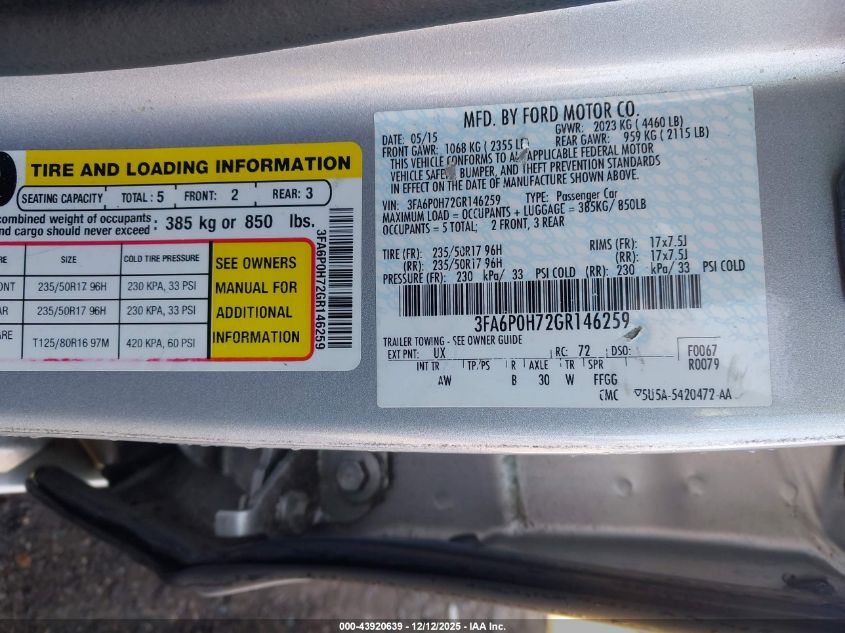 TIRE AND LOADING INFORMATION
SEATING CAPACITY TOTAL : 5 FRONT: 2 REAR: 3
combined weight of occupants and cargo should never exceed : 385 kg or 850 lbs.
SIZE COLD TIRE PRESSURE
235/50R17 96H 230 KPA, 33 PSI
235/50R17 96H 230 KPA, 33 PSI
T125/80R16 97M 420 KPA, 60 PSI
SEE OWNERS
MANUAL FOR
ADDITIONAL
INFORMATION
3FA6P0H72GR146259
MFD. BY FORD MOTOR CO.
DATE: 05/15 GVWR: 2023 KG ( 4460 LB)
FRONT GAWR: 1068 KG ( 2355 LB) REAR GAWR: 959 KG ( 2115 LB)
THIS VEHICLE CONFORMS TO ALL APPLICABLE FEDERAL MOTOR
VEHICLE SAFETY, BUMPER, AND THEFT PREVENTION STANDARDS
IN EFFECT ON THE DATE OF MANUFACTURE SHOWN ABOVE.
VIN: 3FA6P0H72GR146259 TYPE: Passenger Car
MAXIMUM LOAD = OCCUPANTS + LUGGAGE = 385KG/ 850LB
OCCUPANTS = 5 TOTAL; 2 FRONT, 3 REAR
TIRE (FR): 235/50R17 96H RIMS (FR): 17x7.5J
(RR): 235/50R17 96H (RR): 17x7.5J
PRESSURE (FR): 230 kPa/ 33 PSI COLD (RR): 230 kPa/ 33 PSI COLD
3FA6P0H72GR146259
TRAILER TOWING - SEE OWNER GUIDE
EXT PNT: UX RC: 72 DSO: F0067
R0079
INT TR TP/PS R AXLE TR SPR
AW B 30 W FFGG
CMC 5U5A-5420472-AA
000-43920639 - 12/12/2025 - IAA Inc.